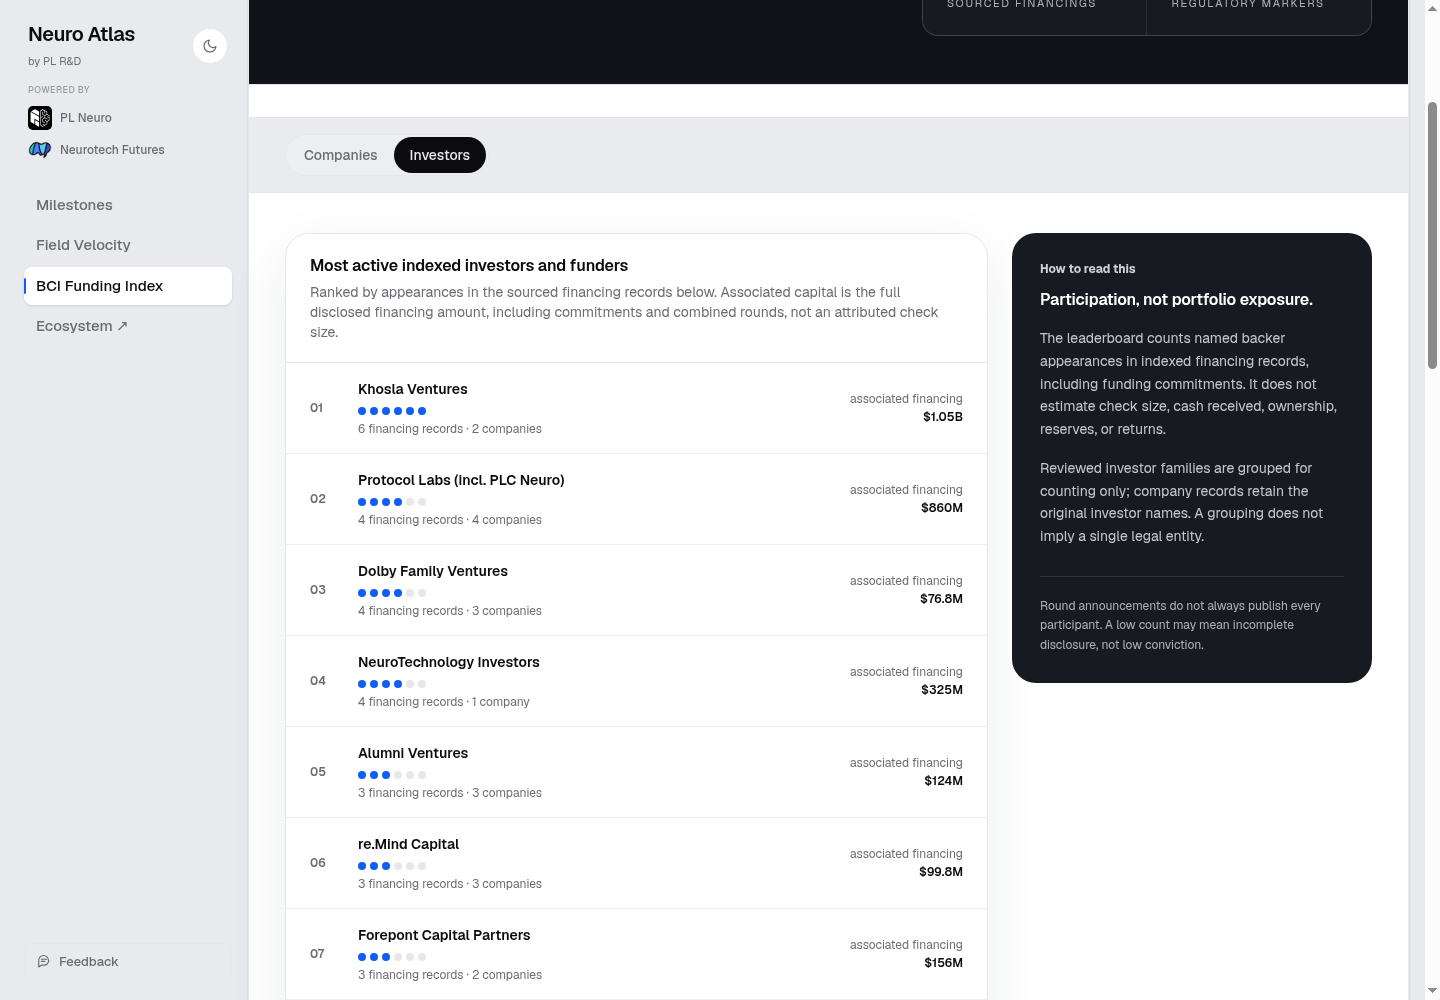 Neuro Atlas
by PL R&D
POWERED BY
PL Neuro
Neurotech Futures
Milestones
Field Velocity
BCI Funding Index
Ecosystem ↗
Feedback
SOURCED FINANCINGS
REGULATORY MARKERS
Companies
Investors
Most active indexed investors and funders
Ranked by appearances in the sourced financing records below. Associated capital is the full
disclosed financing amount, including commitments and combined rounds, not an attributed check
size.
01
Khosla Ventures
6 financing records · 2 companies
associated financing
$1.05B
02
Protocol Labs (incl. PLC Neuro)
4 financing records · 4 companies
associated financing
$860M
03
Dolby Family Ventures
4 financing records · 3 companies
associated financing
$76.8M
04
NeuroTechnology Investors
4 financing records · 1 company
associated financing
$325M
05
Alumni Ventures
3 financing records · 3 companies
associated financing
$124M
06
re.Mind Capital
3 financing records · 3 companies
associated financing
$99.8M
07
Forepont Capital Partners
3 financing records · 2 companies
associated financing
$156M
How to read this
Participation, not portfolio exposure.
The leaderboard counts named backer
appearances in indexed financing records,
including funding commitments. It does not
estimate check size, cash received, ownership,
reserves, or returns.
Reviewed investor families are grouped for
counting only; company records retain the
original investor names. A grouping does not
imply a single legal entity.
Round announcements do not always publish every
participant. A low count may mean incomplete
disclosure, not low conviction.